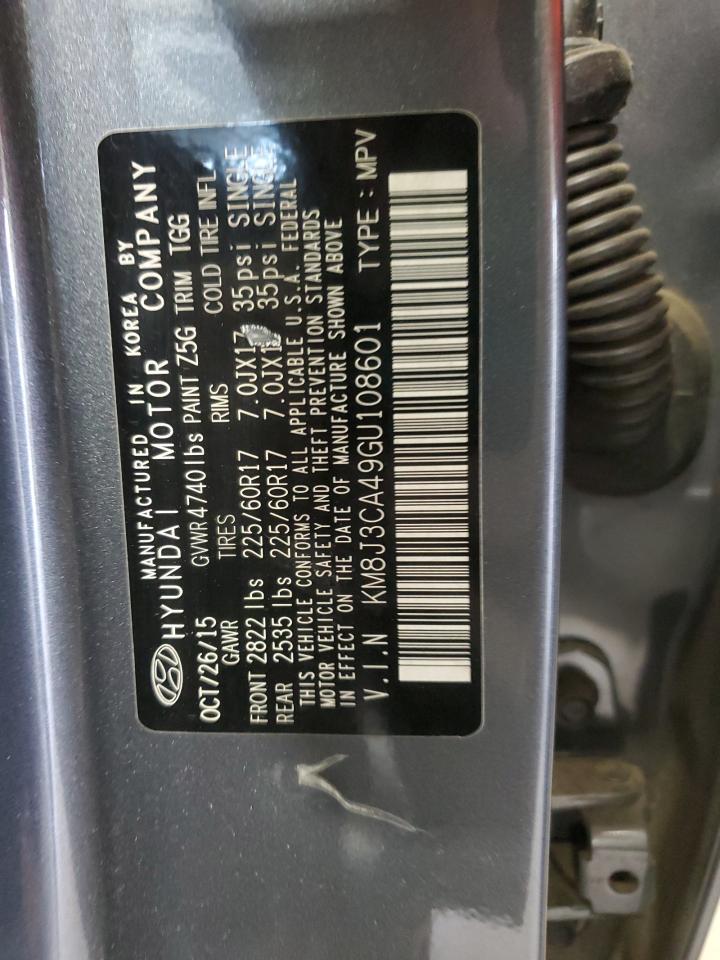 MANUFACTURED IN KOREA BY
HYUNDAI MOTOR COMPANY
OCT/26/15 GVWR 4740 lbs PAINT Z5G TRIM TGG
GAWR TIRES RIMS COLD TIRE INFL
FRONT 2822 lbs 225/60R17 7.0JX17 35psi SINGLE
REAR 2535 lbs 225/60R17 7.0JX17 35psi SINGLE
THIS VEHICLE CONFORMS TO ALL APPLICABLE U.S.A. FEDERAL
MOTOR VEHICLE SAFETY AND THEFT PREVENTION STANDARDS
IN EFFECT ON THE DATE OF MANUFACTURE SHOWN ABOVE
V.I.N KM8J3CA49GU108601 TYPE : MPV